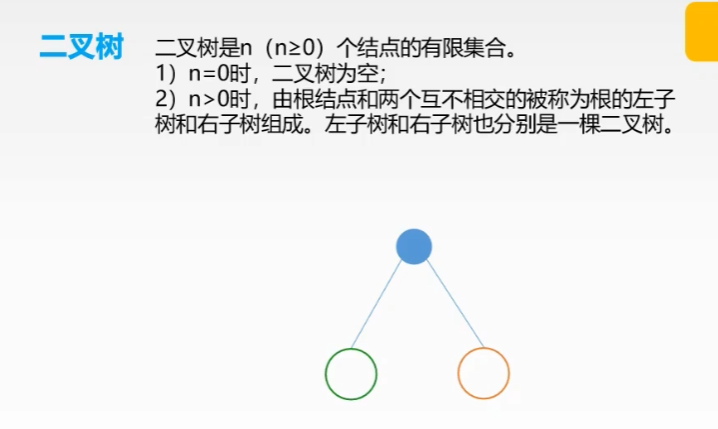 二叉树
二叉树是n（n≥0）个结点的有限集合。
1）n=0时，二叉树为空；
2）n>0时，由根结点和两个互不相交的被称为根的左子
树和右子树组成。左子树和右子树也分别是一棵二叉树。